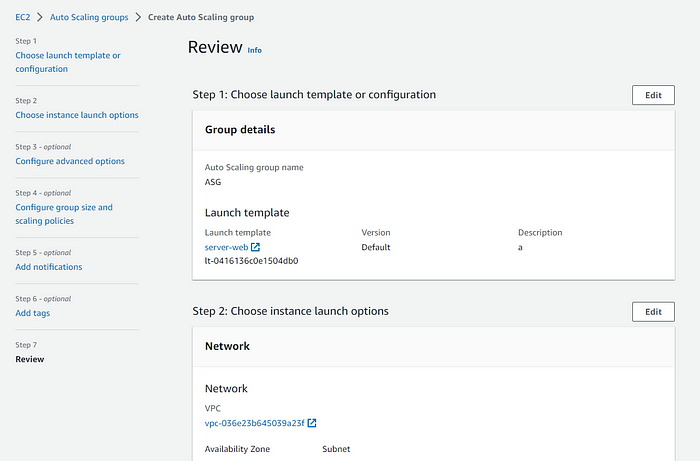 EC2 > Auto Scaling groups > Create Auto Scaling group
Step 1
Choose launch template or
configuration
Step 2
Choose instance launch options
Step 3 - optional
Configure advanced options
Step 4 - optional
Configure group size and
scaling policies
Step 5 - optional
Add notifications
Step 6 - optional
Add tags
Step 7
Review
Review Info
Step 1: Choose launch template or configuration
Edit
Group details
Auto Scaling group name
ASG
Launch template
Launch template Version Description
server-web Default a
lt-0416136c0e1504db0
Step 2: Choose instance launch options
Edit
Network
Network
VPC
vpc-036e23b645039a23f
Availability Zone Subnet